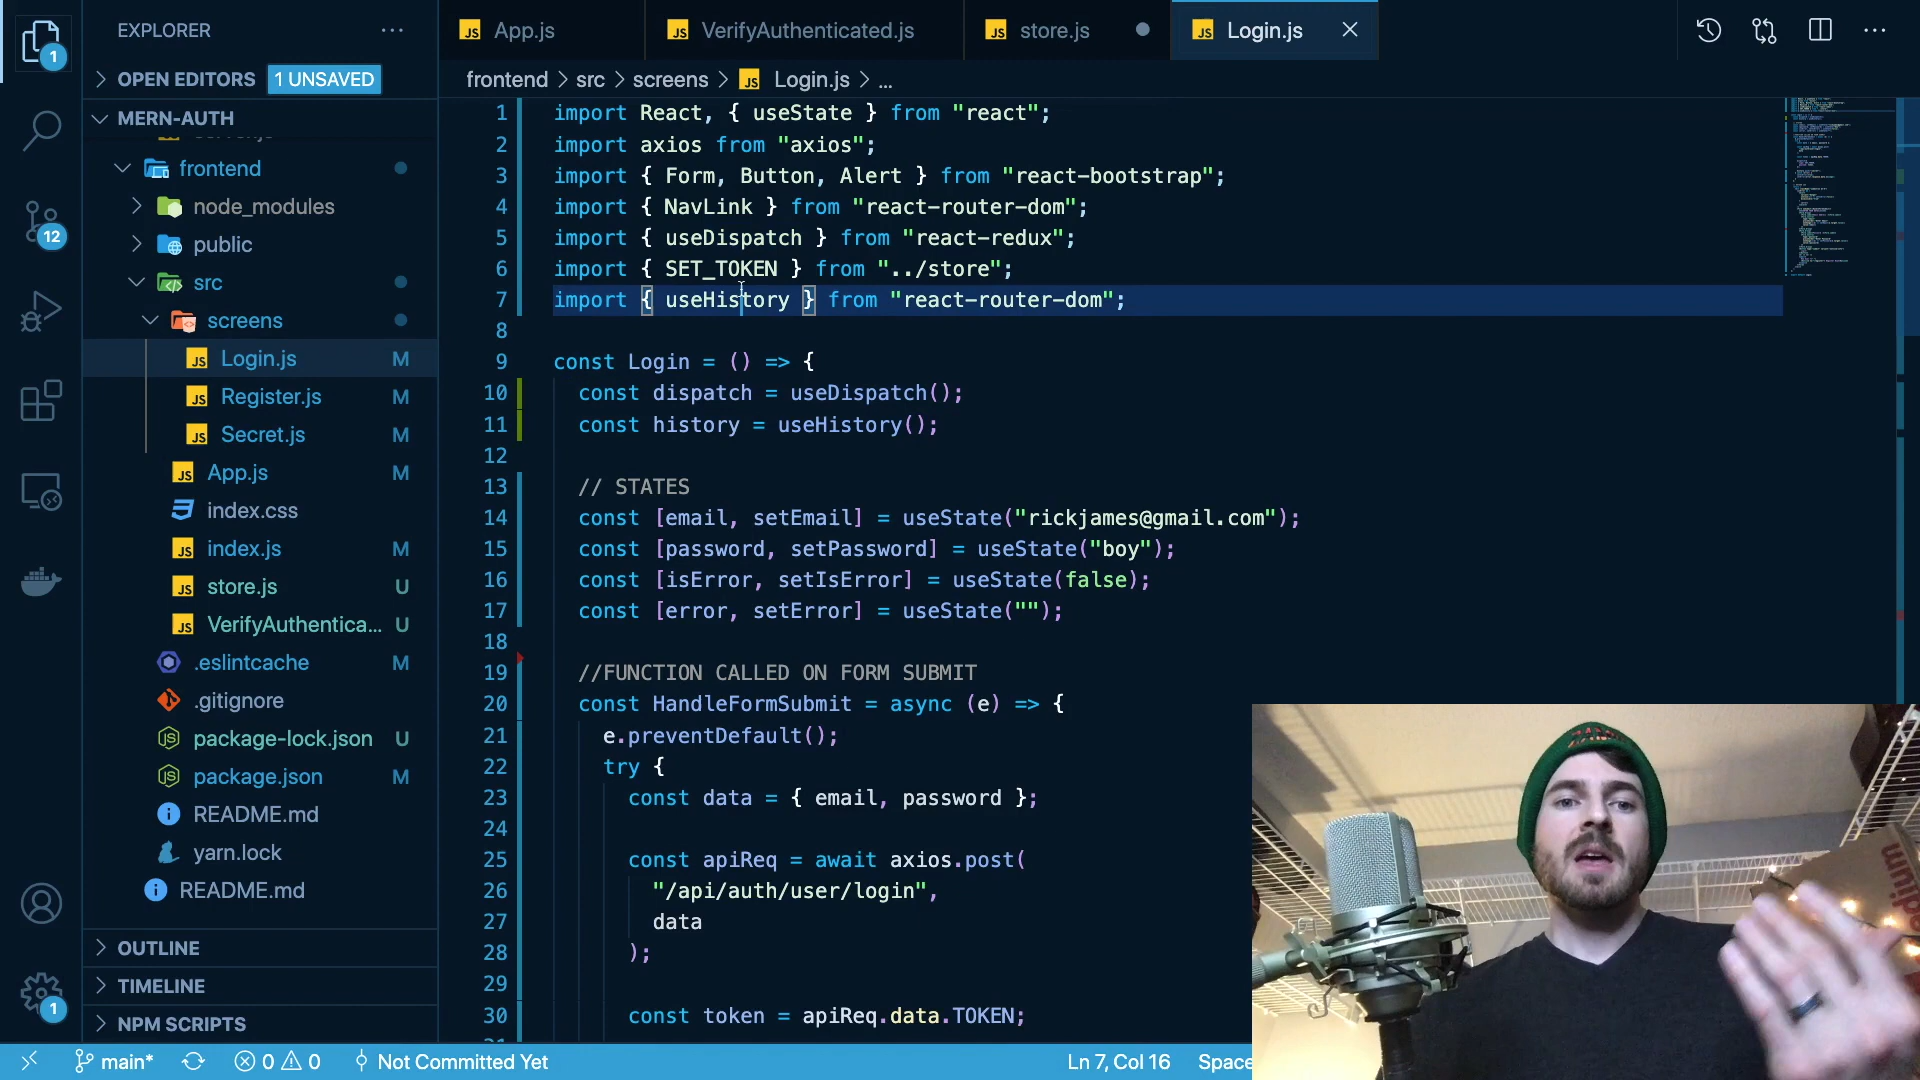 EXPLORER
OPEN EDITORS 1 UNSAVED
MERN-AUTH
frontend
node_modules
public
src
screens
Login.js M
Register.js M
Secret.js M
App.js M
index.css
index.js M
store.js U
VerifyAuthentica... U
.eslintcache M
.gitignore
package-lock.json U
package.json M
README.md
yarn.lock
README.md
OUTLINE
TIMELINE
NPM SCRIPTS
1
12
1
JS App.js
JS VerifyAuthenticated.js
JS store.js
JS Login.js
frontend > src > screens > JS Login.js > ...
1 import React, { useState } from "react";
2 import axios from "axios";
3 import { Form, Button, Alert } from "react-bootstrap";
4 import { NavLink } from "react-router-dom";
5 import { useDispatch } from "react-redux";
6 import { SET_TOKEN } from "../store";
7 import { useHistory } from "react-router-dom";
8
9 const Login = () => {
10 const dispatch = useDispatch();
11 const history = useHistory();
12
13 // STATES
14 const [email, setEmail] = useState("rickjames@gmail.com");
15 const [password, setPassword] = useState("boy");
16 const [isError, setIsError] = useState(false);
17 const [error, setError] = useState("");
18
19 //FUNCTION CALLED ON FORM SUBMIT
20 const HandleFormSubmit = async (e) => {
21 e.preventDefault();
22 try {
23 const data = { email, password };
24
25 const apiReq = await axios.post(
26 "/api/auth/user/login",
27 data
28 );
29
30 const token = apiReq.data.TOKEN;
main* 0 0 Not Committed Yet
Ln 7, Col 16 Space